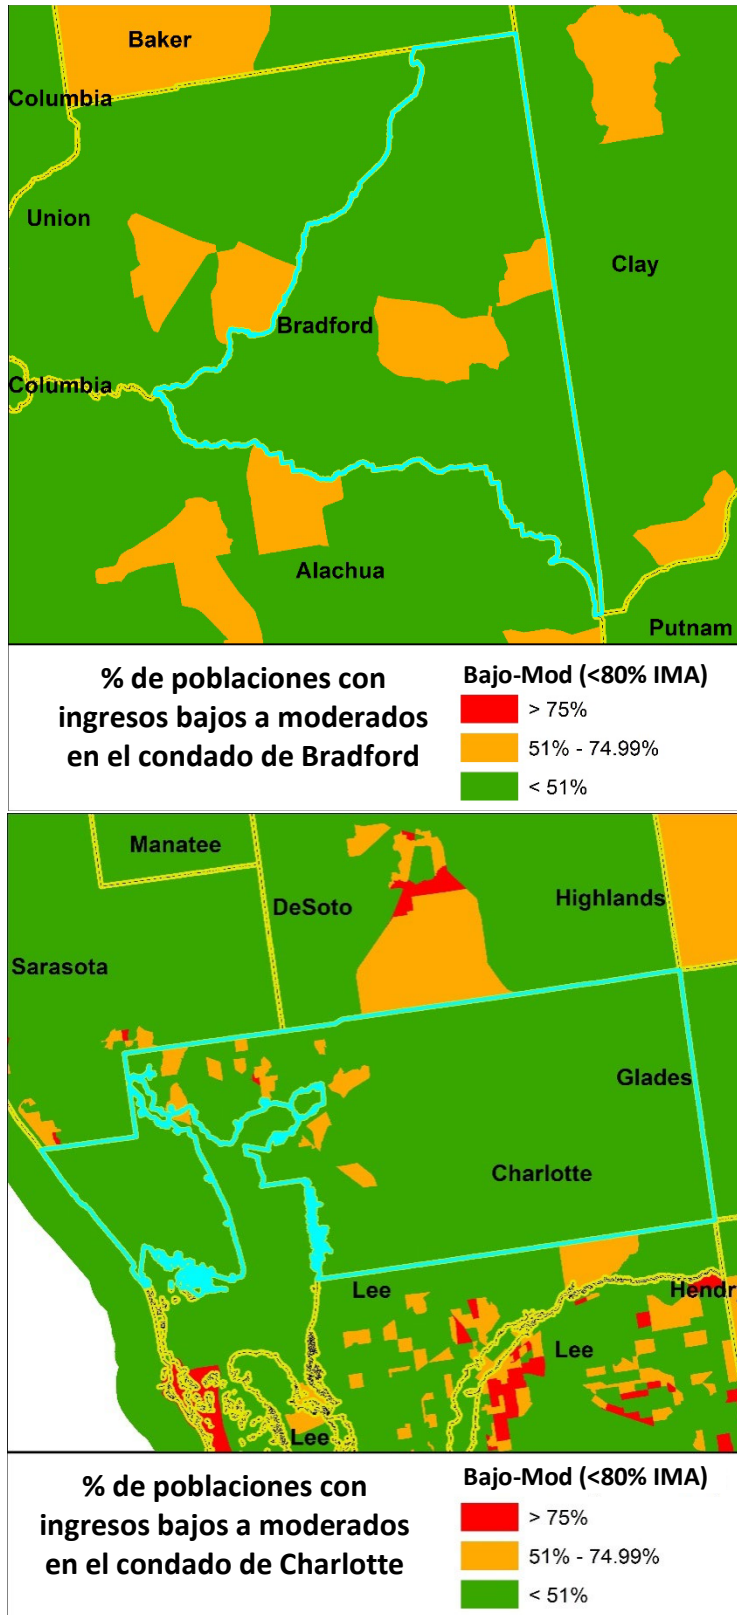 Baker
Columbia
Union
Clay
Bradford
Columbia
Alachua
Putnam
% de poblaciones con
ingresos bajos a moderados
en el condado de Bradford
Bajo-Mod (<80% IMA)
> 75%
51% - 74.99%
< 51%
Manatee
DeSoto
Highlands
Sarasota
Glades
Charlotte
Lee
Hendr
Lee
Lee
% de poblaciones con
ingresos bajos a moderados
en el condado de Charlotte
Bajo-Mod (<80% IMA)
> 75%
51% - 74.99%
< 51%